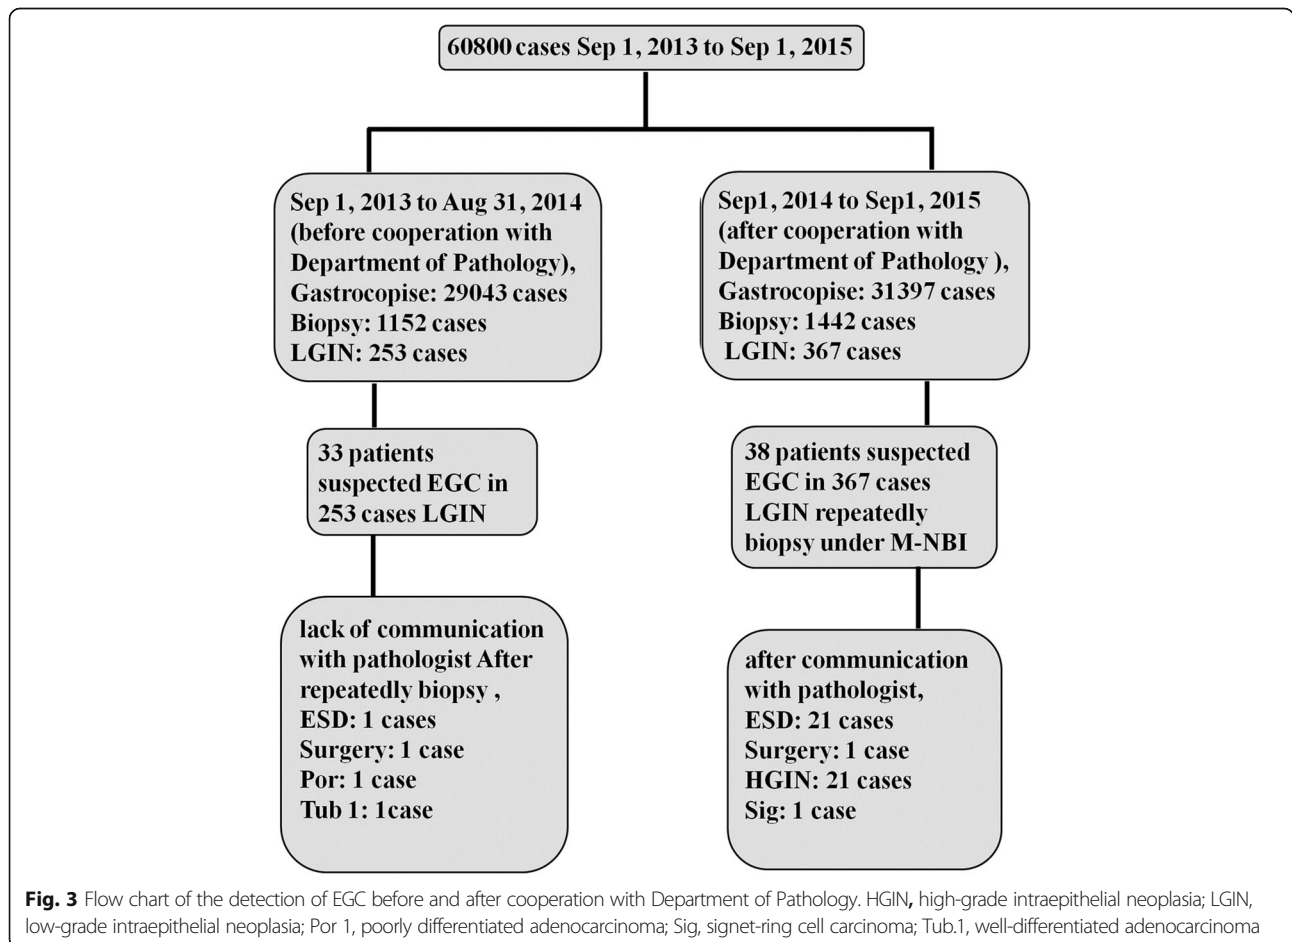 60800 cases Sep 1, 2013 to Sep 1, 2015
Sep 1, 2013 to Aug 31, 2014
(before cooperation with
Department of Pathology),
Gastrocopise: 29043 cases
Biopsy: 1152 cases
LGIN: 253 cases
Sep1, 2014 to Sep1, 2015
(after cooperation with
Department of Pathology ),
Gastrocopise: 31397 cases
Biopsy: 1442 cases
LGIN: 367 cases
33 patients
suspected EGC in
253 cases LGIN
38 patients suspected
EGC in 367 cases
LGIN repeatedly
biopsy under M-NBI
lack of communication
with pathologist After
repeatedly biopsy ,
ESD: 1 cases
Surgery: 1 case
Por: 1 case
Tub 1: 1case
after communication
with pathologist,
ESD: 21 cases
Surgery: 1 case
HGIN: 21 cases
Sig: 1 case
Fig. 3 Flow chart of the detection of EGC before and after cooperation with Department of Pathology. HGIN, high-grade intraepithelial neoplasia; LGIN,
low-grade intraepithelial neoplasia; Por 1, poorly differentiated adenocarcinoma; Sig, signet-ring cell carcinoma; Tub.1, well-differentiated adenocarcinoma